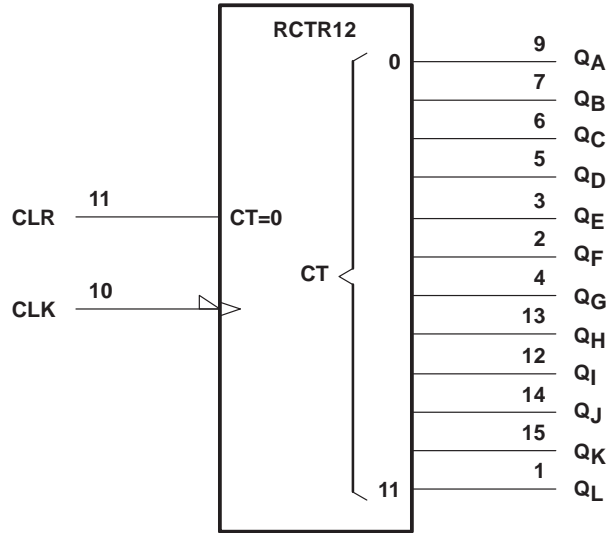 RCTR12
0
9 QA
7 QB
6 QC
5 QD
CLR 11 CT=0
3 QE
2 QF
CT
4 QG
CLK 10
13 QH
12 QI
14 QJ
15 QK
11
1 QL